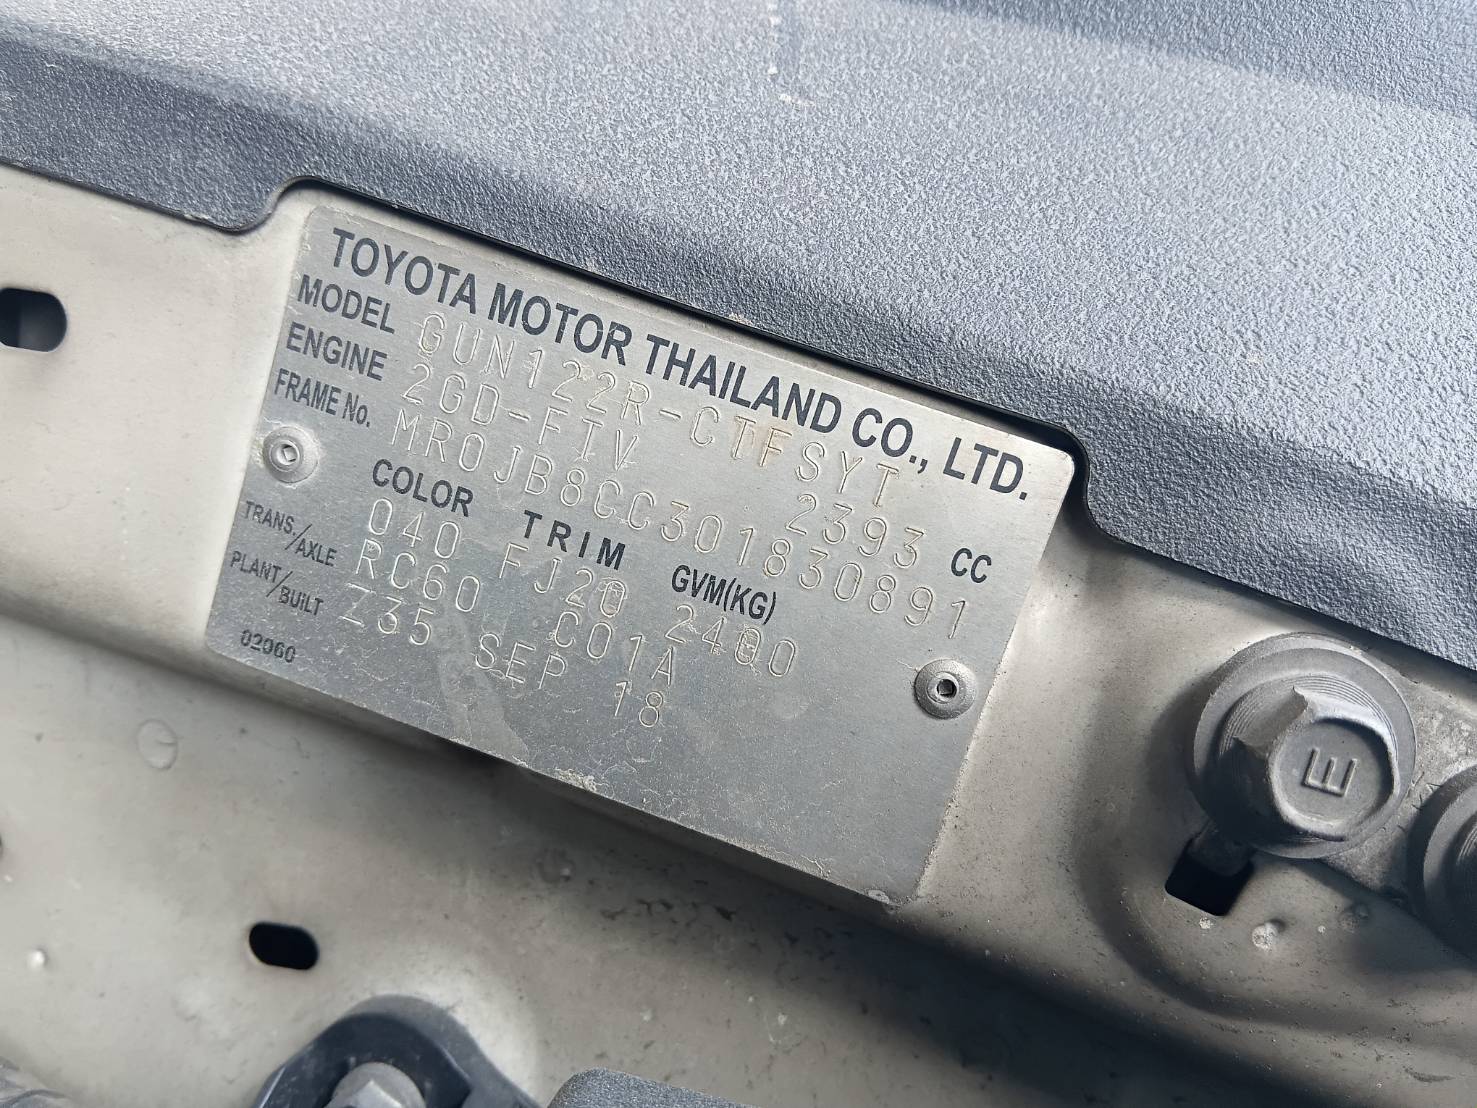 TOYOTA MOTOR THAILAND CO., LTD.
MODEL GUN122R-CTFSYT
ENGINE 2GD-FTV 2393 CC
FRAME No. MR0JB8CC301830891
COLOR TRIM GVM(KG)
040 FJ20 2400
TRANS./AXLE RC60 C01A
PLANT/BUILT Z35 SEP 18
02060
E